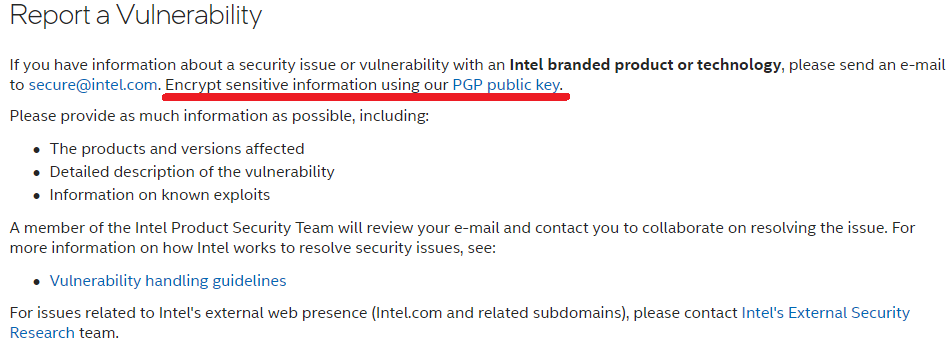 Report a Vulnerability
If you have information about a security issue or vulnerability with an Intel branded product or technology, please send an e-mail
to secure@intel.com. Encrypt sensitive information using our PGP public key.
Please provide as much information as possible, including:
• The products and versions affected
• Detailed description of the vulnerability
• Information on known exploits
A member of the Intel Product Security Team will review your e-mail and contact you to collaborate on resolving the issue. For
more information on how Intel works to resolve security issues, see:
• Vulnerability handling guidelines
For issues related to Intel's external web presence (Intel.com and related subdomains), please contact Intel's External Security
Research team.